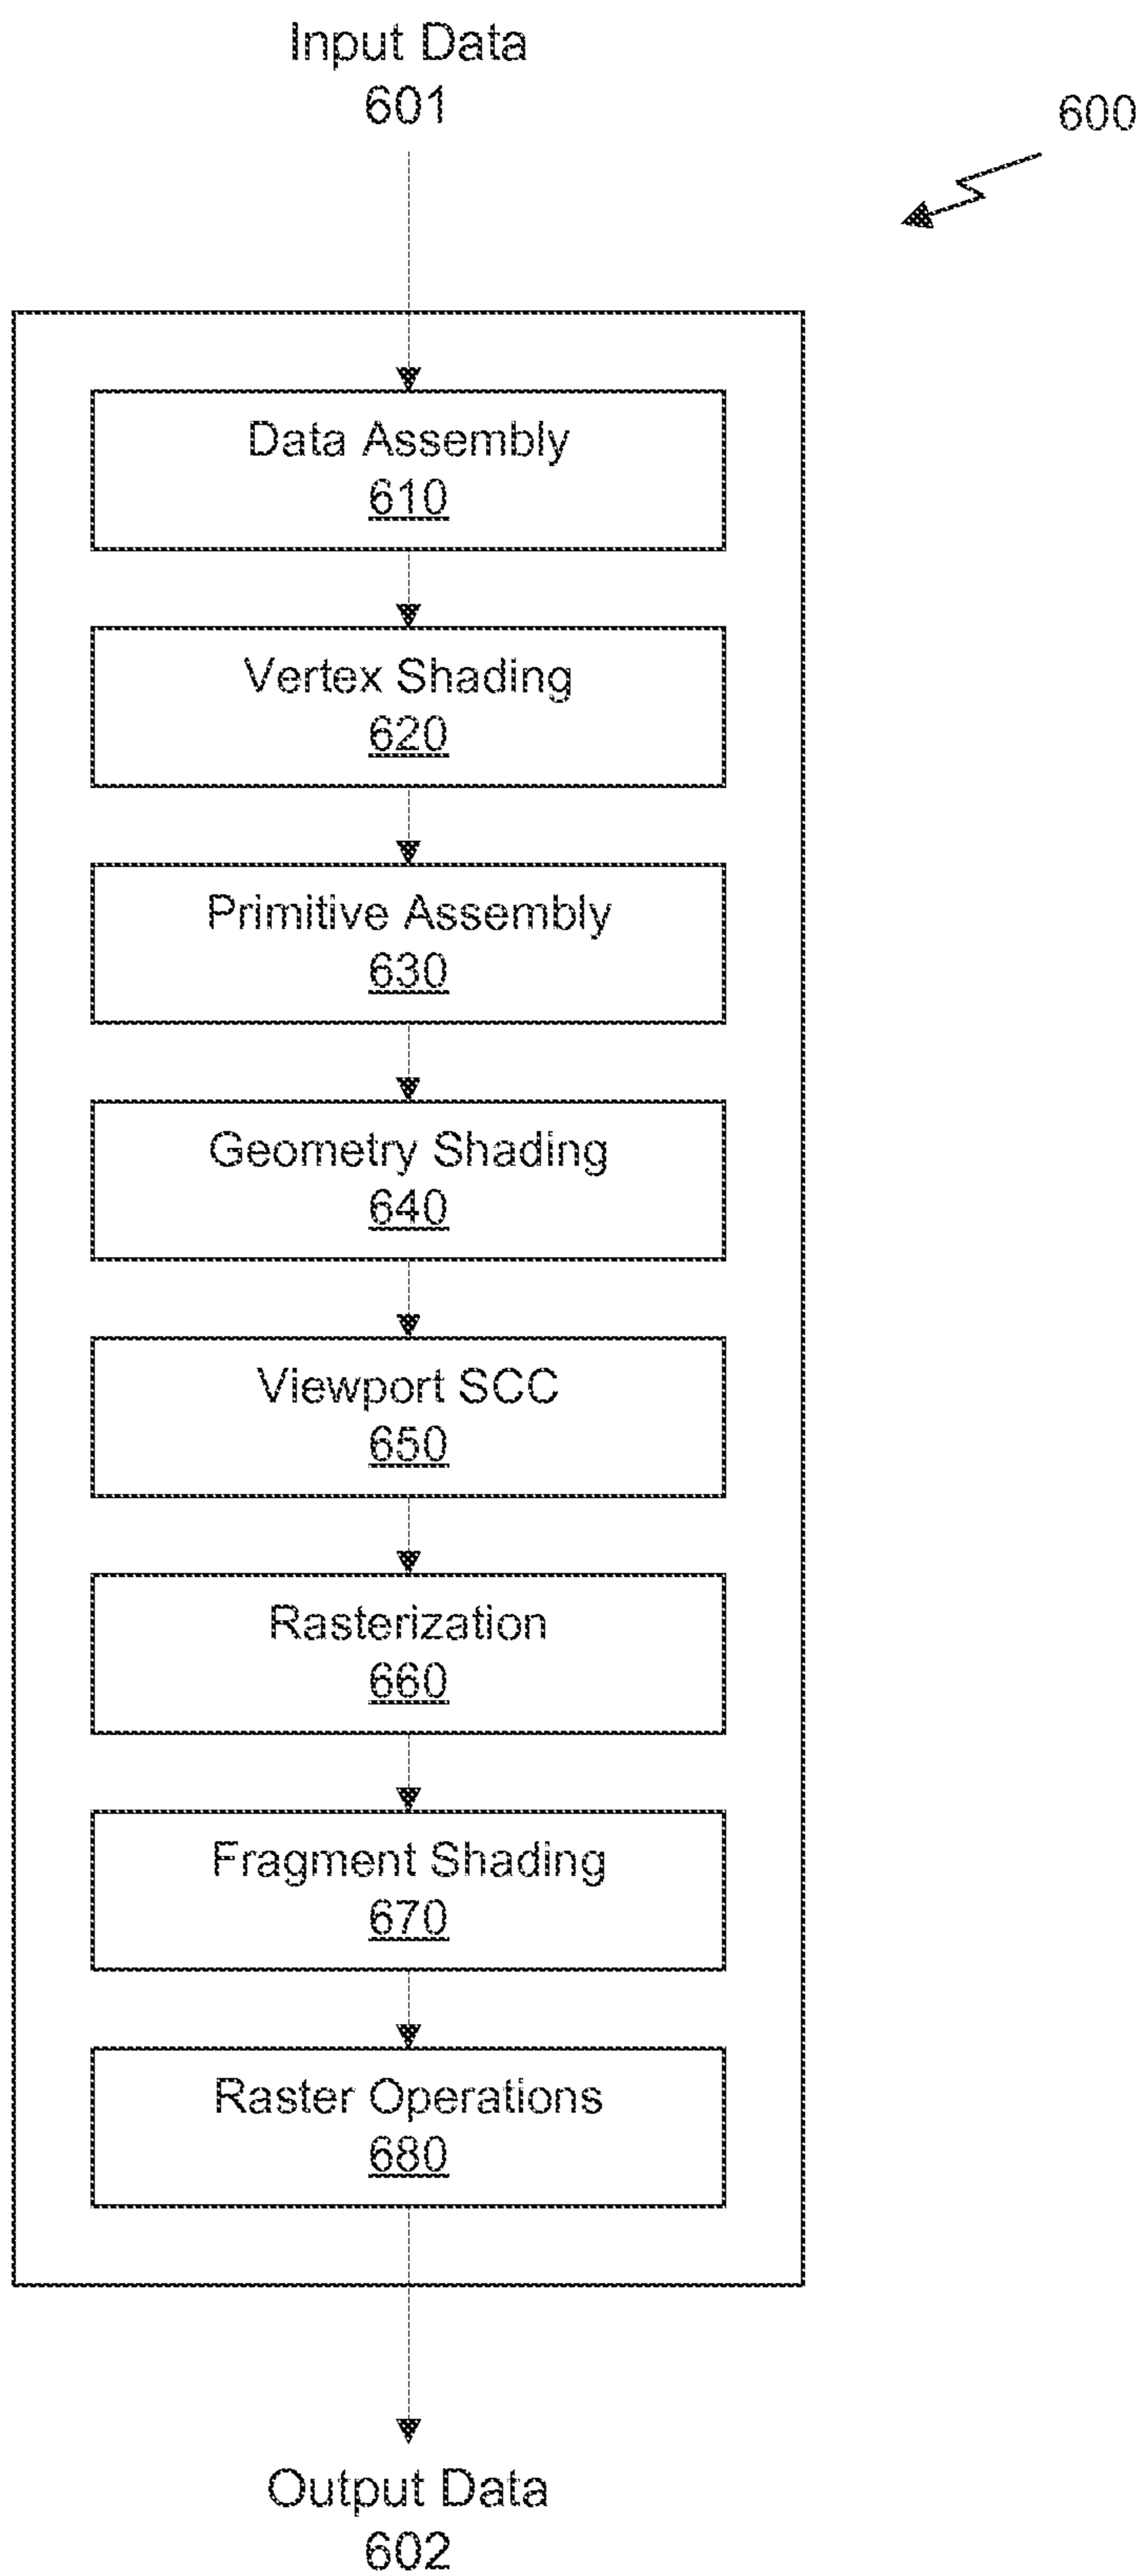 Input Data
601
600
Data Assembly
610
Vertex Shading
620
Primitive Assembly
630
Geometry Shading
640
Viewport SCC
650
Rasterization
660
Fragment Shading
670
Raster Operations
680
Output Data
602